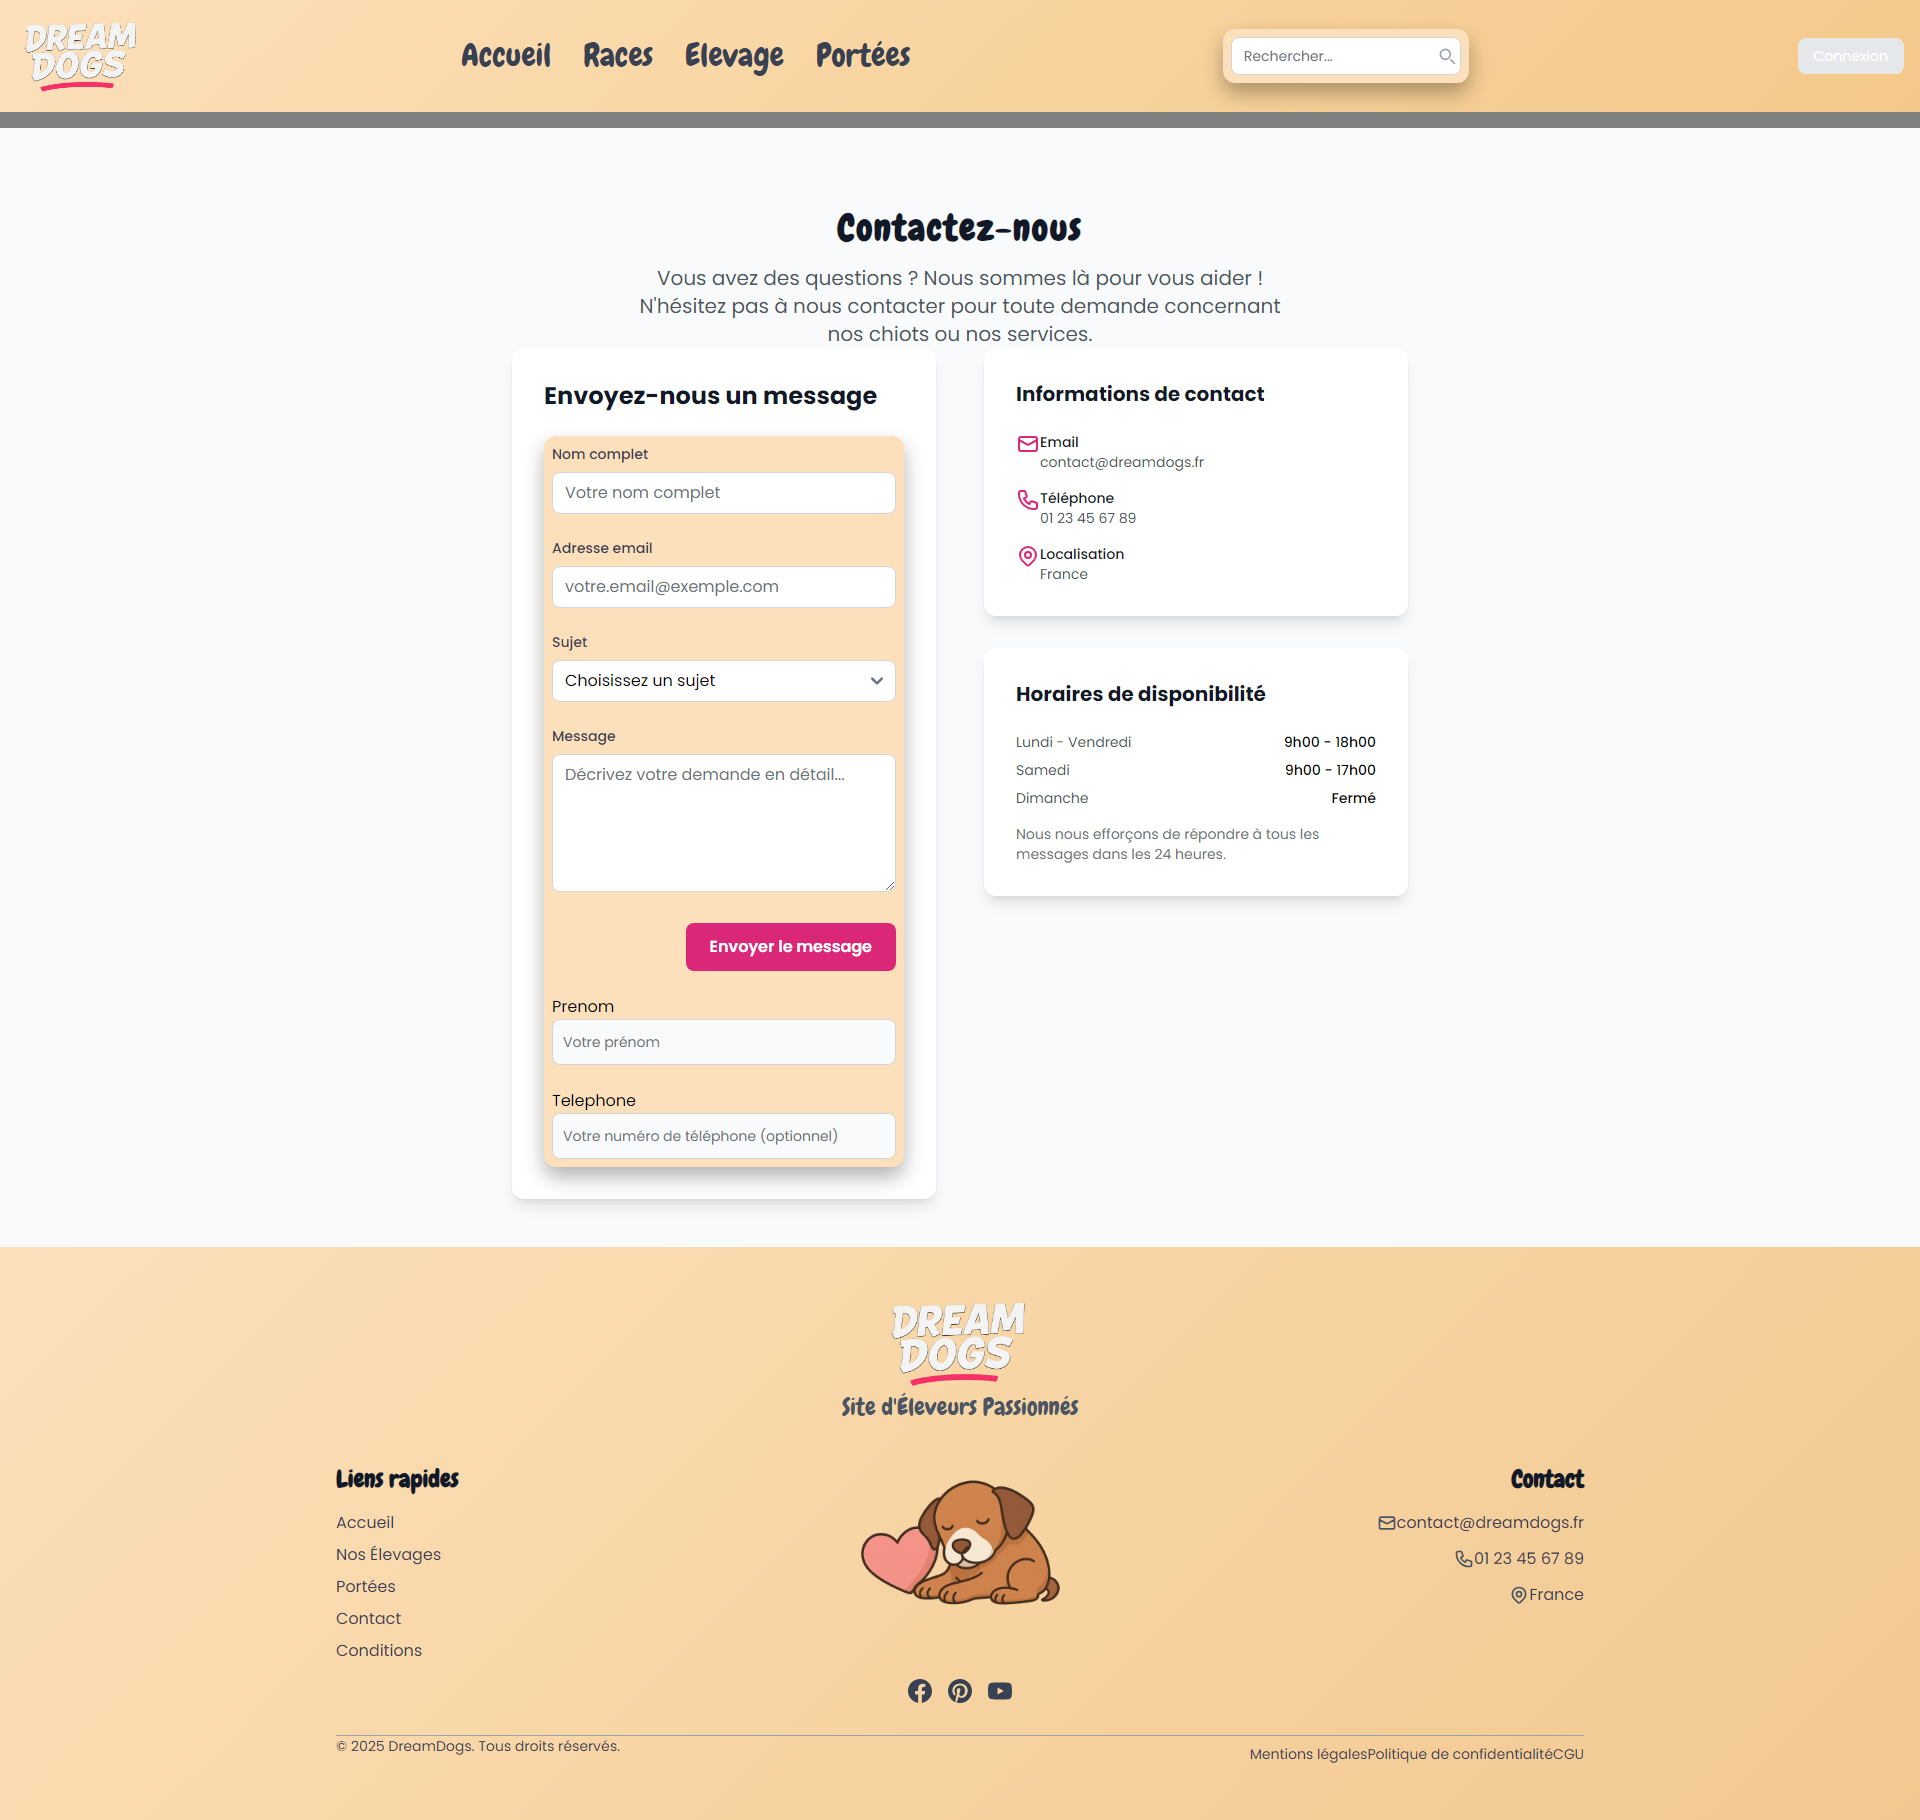 DREAM
DOGS
Accueil Races Elevage Portées
Rechercher...
Connexion
Contactez-nous
Vous avez des questions ? Nous sommes là pour vous aider !
N'hésitez pas à nous contacter pour toute demande concernant
nos chiots ou nos services.
Envoyez-nous un message
Nom complet
Votre nom complet
Adresse email
votre.email@exemple.com
Sujet
Choisissez un sujet
Message
Décrivez votre demande en détail...
Envoyer le message
Prenom
Votre prénom
Telephone
Votre numéro de téléphone (optionnel)
Informations de contact
Email
contact@dreamdogs.fr
Téléphone
01 23 45 67 89
Localisation
France
Horaires de disponibilité
Lundi - Vendredi 9h00 - 18h00
Samedi 9h00 - 17h00
Dimanche Fermé
Nous nous efforçons de répondre à tous les
messages dans les 24 heures.
DREAM
DOGS
Site d'Éleveurs Passionnés
Liens rapides
Accueil
Nos Élevages
Portées
Contact
Conditions
Contact
contact@dreamdogs.fr
01 23 45 67 89
France
© 2025 DreamDogs. Tous droits réservés.
Mentions légalesPolitique de confidentialitéCGU